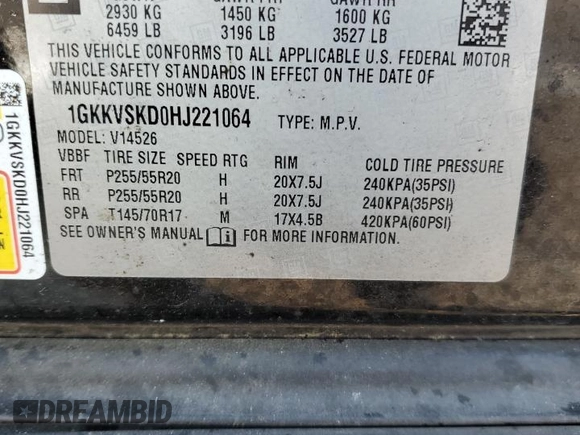 2930 KG 1450 KG 1600 KG
6459 LB 3196 LB 3527 LB
THIS VEHICLE CONFORMS TO ALL APPLICABLE U.S. FEDERAL MOTOR
VEHICLE SAFETY STANDARDS IN EFFECT ON THE DATE OF
MANUFACTURE SHOWN ABOVE.
1GKKVSKD0HJ221064 TYPE: M.P.V.
MODEL: V14526
VBBF TIRE SIZE SPEED RTG RIM COLD TIRE PRESSURE
FRT P255/55R20 H 20X7.5J 240KPA(35PSI)
RR P255/55R20 H 20X7.5J 240KPA(35PSI)
SPA T145/70R17 M 17X4.5B 420KPA(60PSI)
SEE OWNER'S MANUAL FOR MORE INFORMATION.
1GKKVSKD0HJ221064
DREAMBID